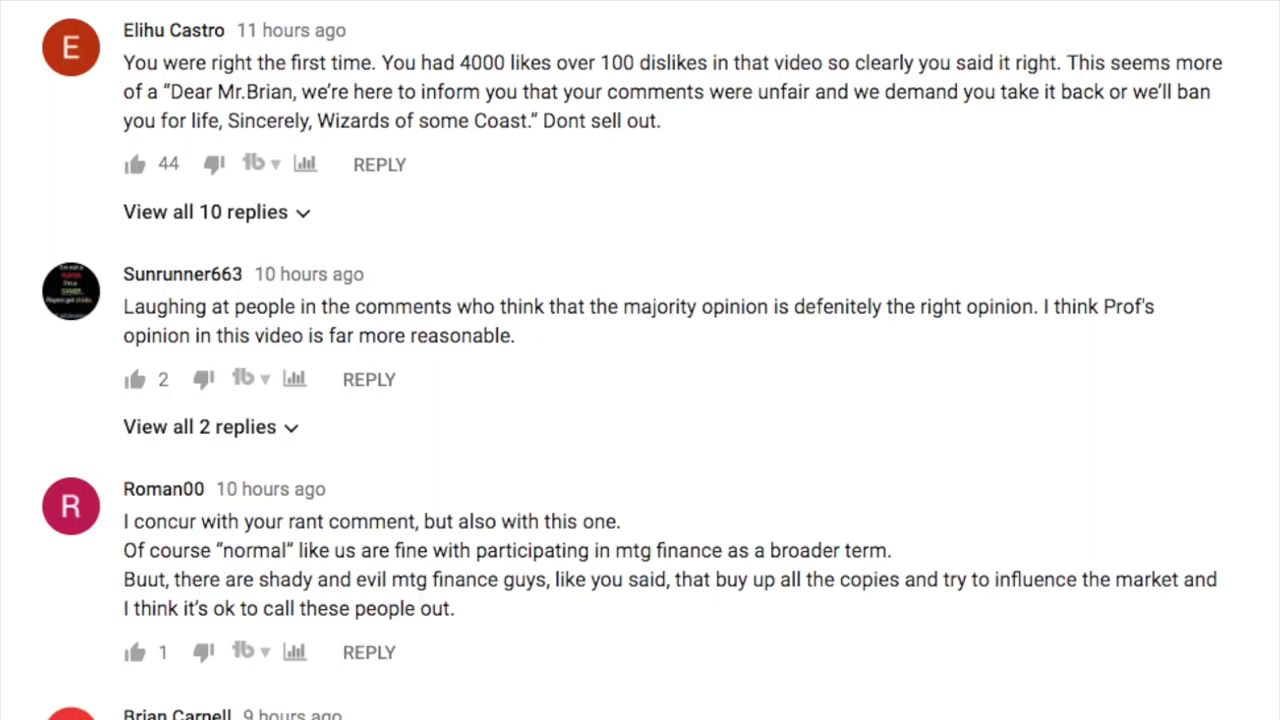 E
Elihu Castro 11 hours ago
You were right the first time. You had 4000 likes over 100 dislikes in that video so clearly you said it right. This seems more
of a “Dear Mr.Brian, we’re here to inform you that your comments were unfair and we demand you take it back or we’ll ban
you for life, Sincerely, Wizards of some Coast.” Dont sell out.
44 tb REPLY
View all 10 replies
Sunrunner663 10 hours ago
Laughing at people in the comments who think that the majority opinion is defenitely the right opinion. I think Prof's
opinion in this video is far more reasonable.
2 tb REPLY
View all 2 replies
R
Roman00 10 hours ago
I concur with your rant comment, but also with this one.
Of course “normal” like us are fine with participating in mtg finance as a broader term.
Buut, there are shady and evil mtg finance guys, like you said, that buy up all the copies and try to influence the market and
I think it’s ok to call these people out.
1 tb REPLY
Brian Carnell 9 hours ago